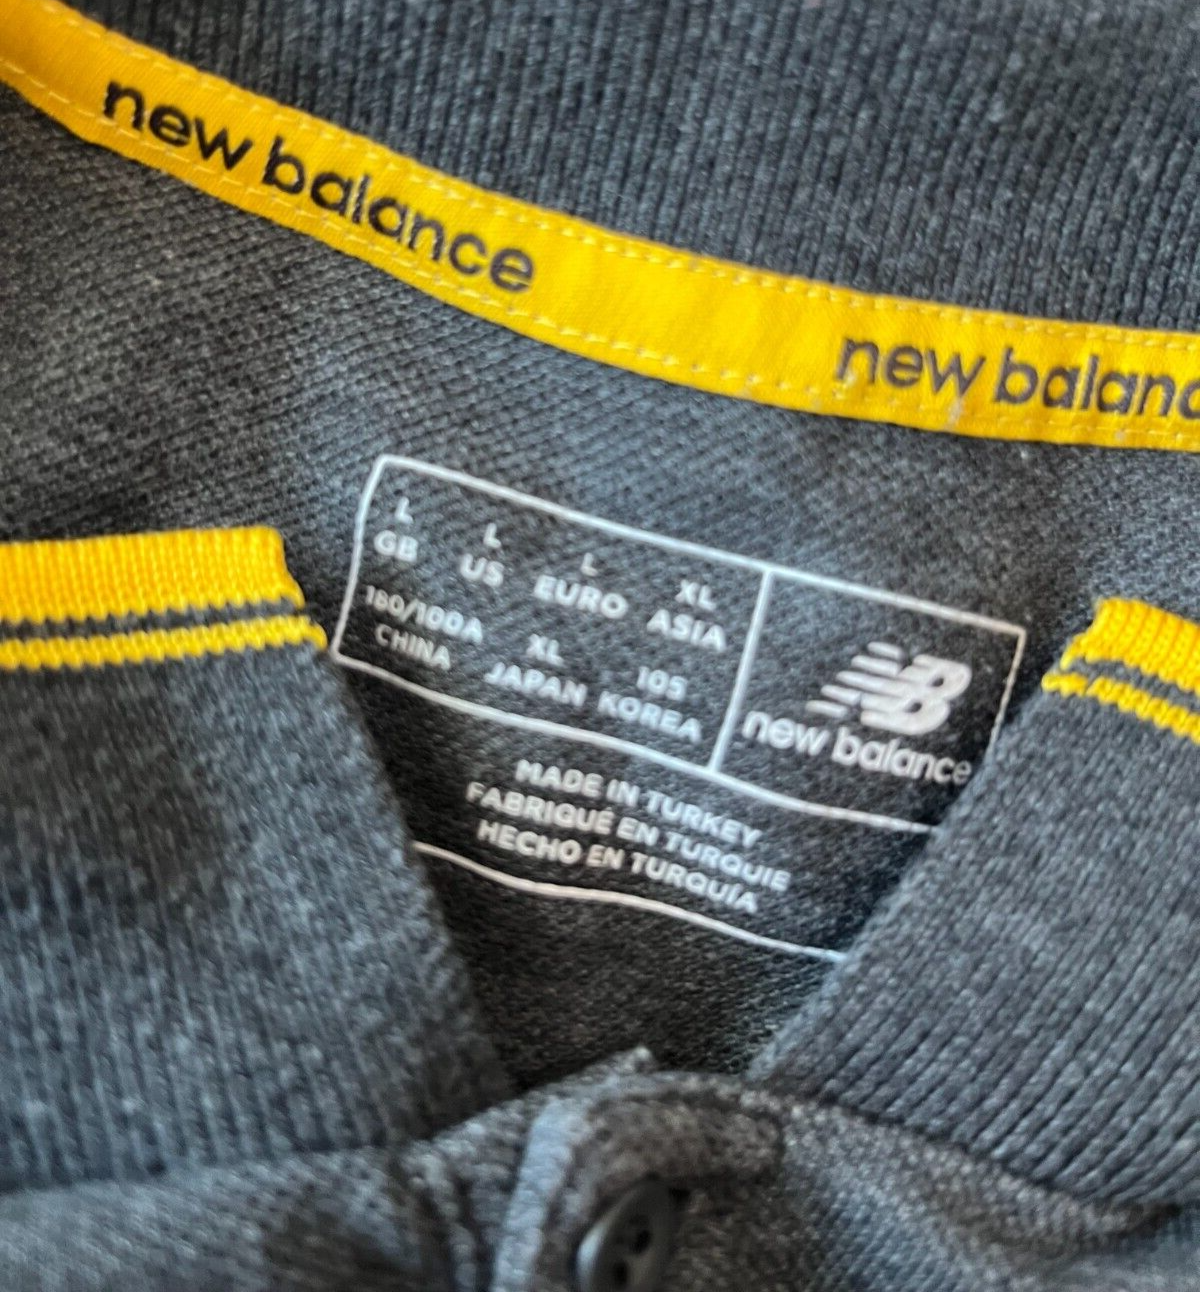 new balance
new balanc
L L L XL
GB US EURO ASIA
180/100A XL 105
CHINA JAPAN KOREA
NB
new balance
MADE IN TURKEY
FABRIQUÉ EN TURQUIE
HECHO EN TURQUÍA